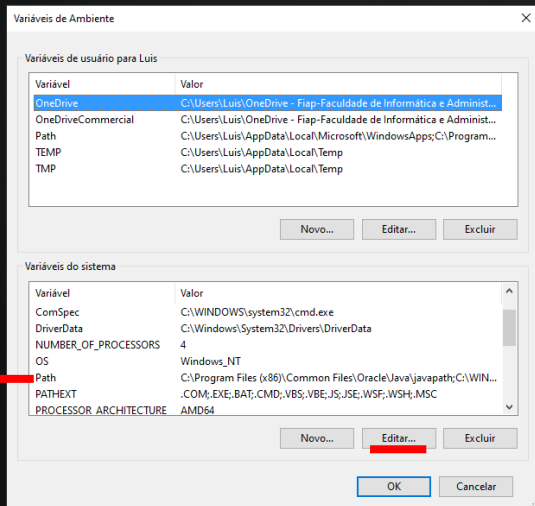 Variáveis de Ambiente
Variáveis de usuário para Luis
Variável Valor
OneDrive C:\Users\Luis\OneDrive - Fiap-Faculdade de Informática e Administ...
OneDriveCommercial C:\Users\Luis\OneDrive - Fiap-Faculdade de Informática e Administ...
Path C:\Users\Luis\AppData\Local\Microsoft\WindowsApps;C:\Program...
TEMP C:\Users\Luis\AppData\Local\Temp
TMP C:\Users\Luis\AppData\Local\Temp
Novo... Editar... Excluir
Variáveis do sistema
Variável Valor
ComSpec C:\WINDOWS\system32\cmd.exe
DriverData C:\Windows\System32\Drivers\DriverData
NUMBER_OF_PROCESSORS 4
OS Windows_NT
Path C:\Program Files (x86)\Common Files\Oracle\Java\javapath;C:\WIN...
PATHEXT .COM;.EXE;.BAT;.CMD;.VBS;.VBE;.JS;.JSE;.WSF;.WSH;.MSC
PROCESSOR_ARCHITECTURE AMD64
Novo... Editar... Excluir
OK Cancelar